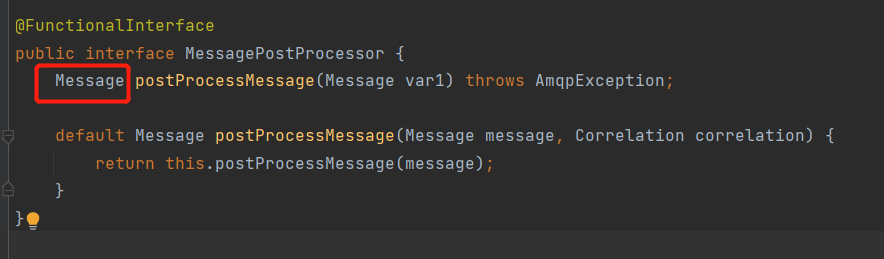 @FunctionalInterface
public interface MessagePostProcessor {
    Message postProcessMessage(Message var1) throws AmqpException;
    default Message postProcessMessage(Message message, Correlation correlation) {
        return this.postProcessMessage(message);
    }
}